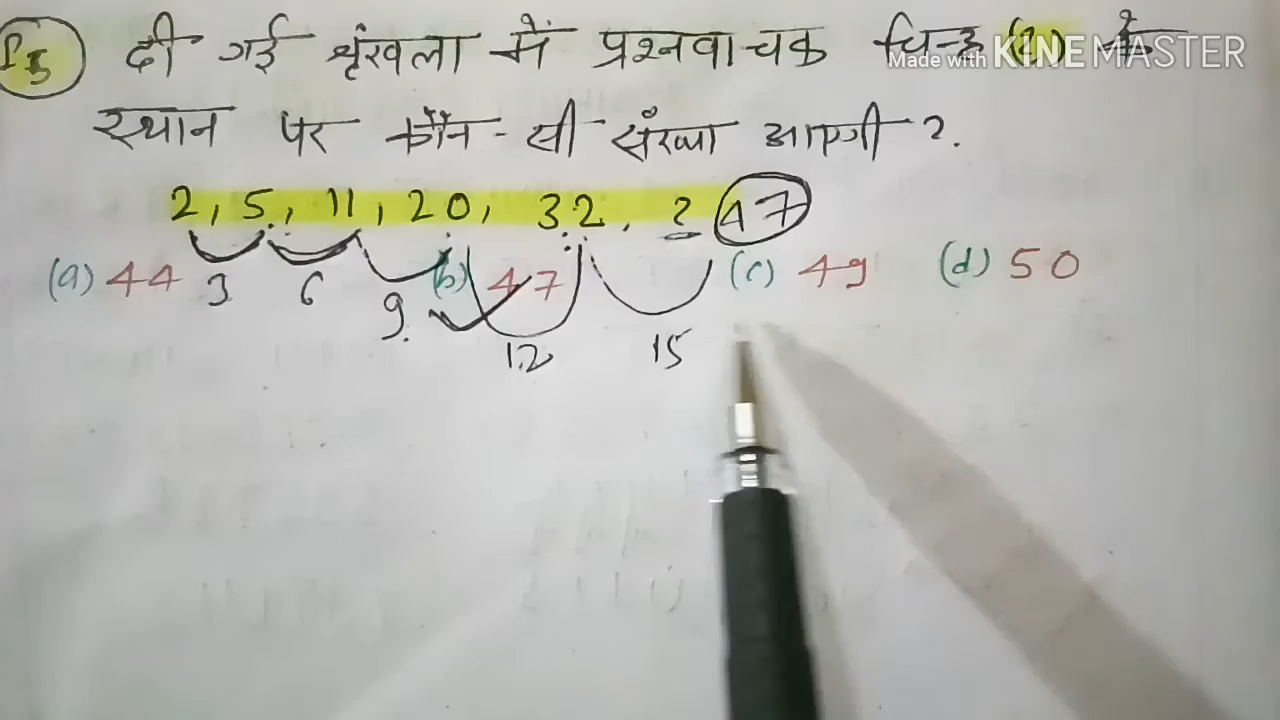 दी गई श्रृंखला में प्रश्नवाचक चिन्ह (?) के
Made with KINEMASTER
स्थान पर कौन-सी संख्या आएगी ?.
2, 5, 11, 20, 32, ? 47
(a) 44 (b) 47 (c) 49 (d) 50
3 6 9 12 15